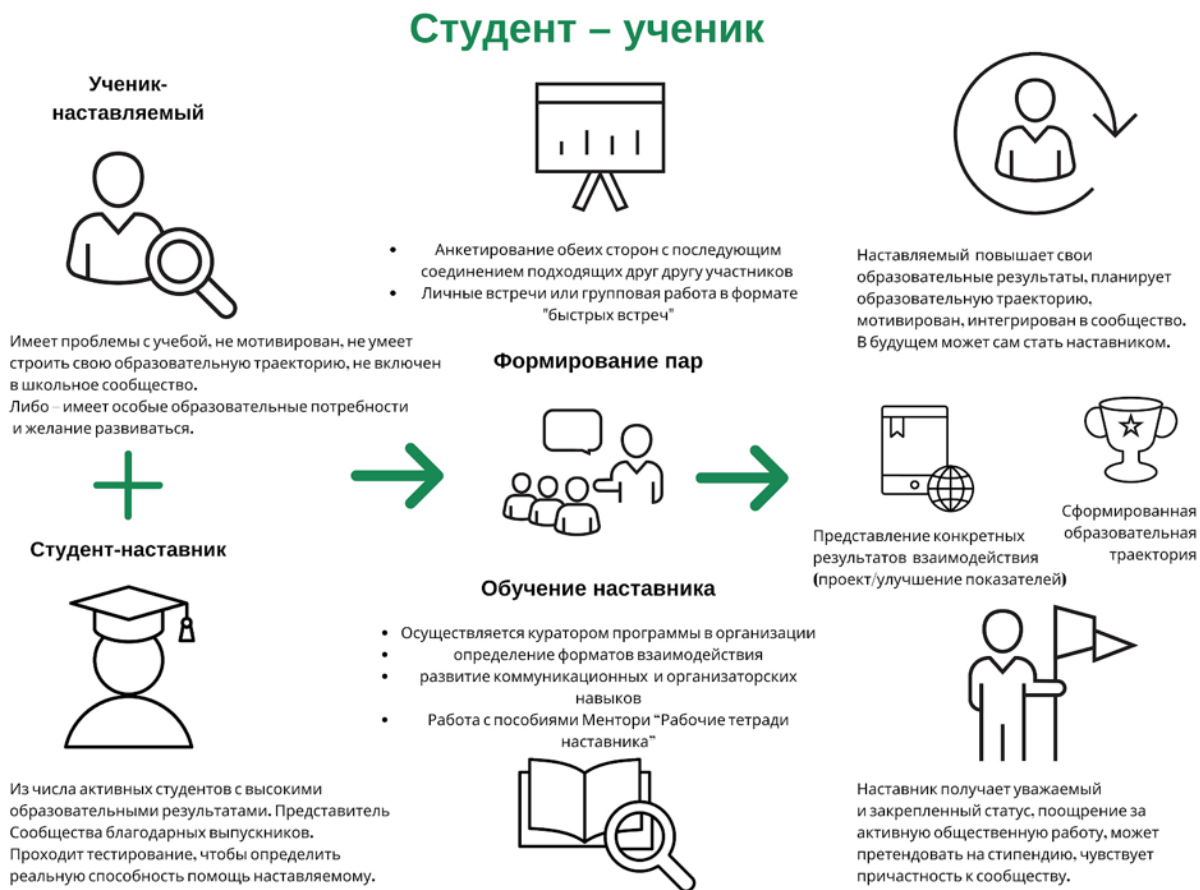 Студент – ученик
Ученик-
наставляемый
Имеет проблемы с учебой, не мотивирован, не умеет
строить свою образовательную траекторию, не включен
в школьное сообщество.
Либо – имеет особые образовательные потребности
и желание развиваться.
Студент-наставник
Из числа активных студентов с высокими
образовательными результатами. Представитель
Сообщества благодарных выпускников.
Проходит тестирование, чтобы определить
реальную способность помощь наставляемому.
• Анкетирование обеих сторон с последующим
соединением подходящих друг другу участников
• Личные встречи или групповая работа в формате
"быстрых встреч"
Формирование пар
Обучение наставника
• Осуществляется куратором программы в организации
• определение форматов взаимодействия
• развитие коммуникационных и организаторских
навыков
• Работа с пособиями Ментори “Рабочие тетради
наставника”
Наставляемый повышает свои
образовательные результаты, планирует
образовательную траекторию,
мотивирован, интегрирован в сообщество.
В будущем может сам стать наставником.
Представление конкретных
результатов взаимодействия
(проект/улучшение показателей)
Сформированная
образовательная
траектория
Наставник получает уважаемый
и закрепленный статус, поощрение за
активную общественную работу, может
претендовать на стипендию, чувствует
причастность к сообществу.